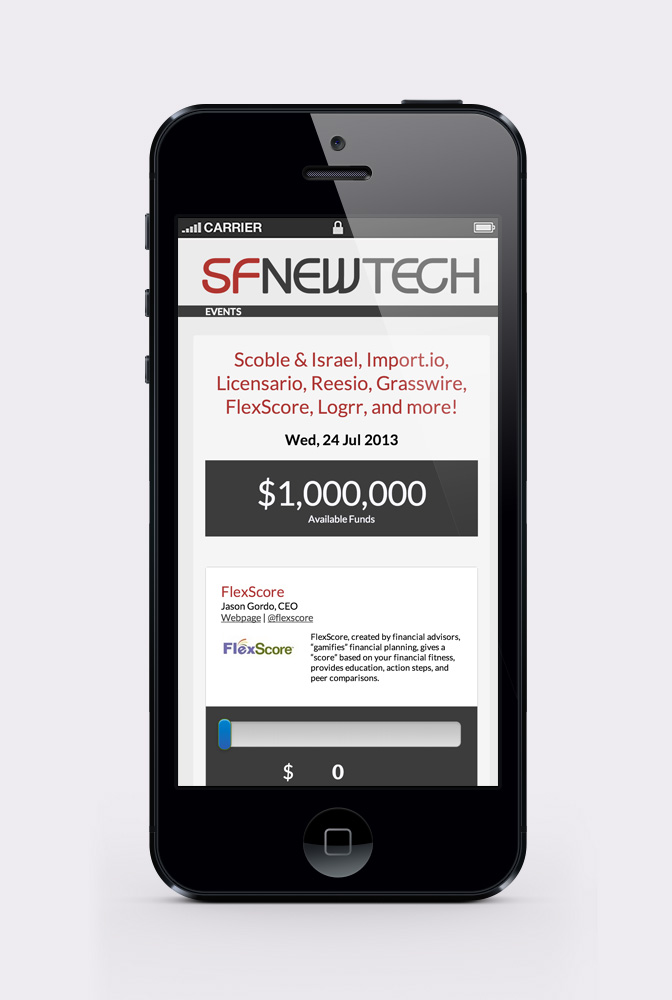 CARRIER
SFNEWTECH
EVENTS
Scoble & Israel, Import.io,
Licensario, Reesio, Grasswire,
FlexScore, Logrr, and more!
Wed, 24 Jul 2013
$1,000,000
Available Funds
FlexScore
Jason Gordo, CEO
Webpage | @flexscore
FlexScore
FlexScore, created by financial advisors,
"gamifies" financial planning, gives a
"score" based on your financial fitness,
provides education, action steps, and
peer comparisons.
$ 0